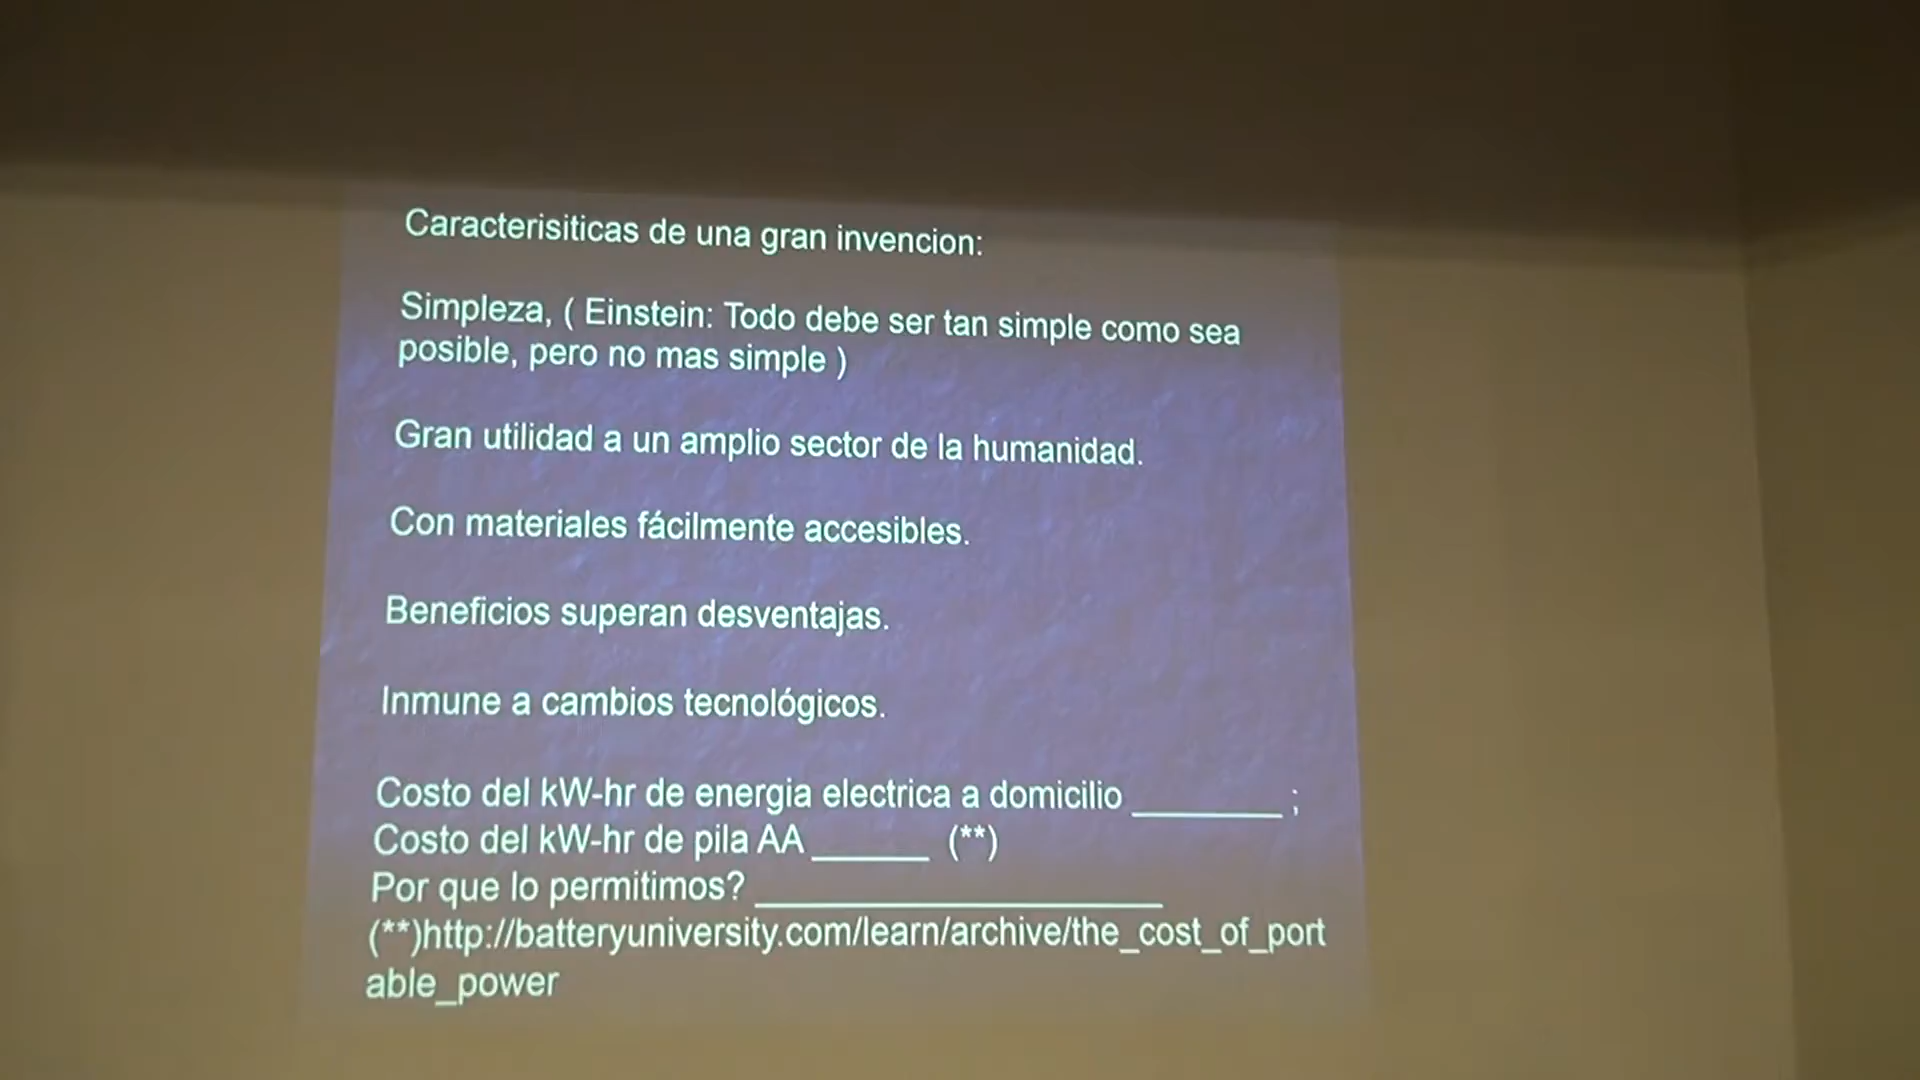 Caracterisiticas de una gran invencion:
Simpleza, ( Einstein: Todo debe ser tan simple como sea
posible, pero no mas simple )
Gran utilidad a un amplio sector de la humanidad.
Con materiales fácilmente accesibles.
Beneficios superan desventajas.
Inmune a cambios tecnológicos.
Costo del kW-hr de energia electrica a domicilio ________ ;
Costo del kW-hr de pila AA ______ (**)
Por que lo permitimos? _____________________
(**)http://batteryuniversity.com/learn/archive/the_cost_of_port
able_power